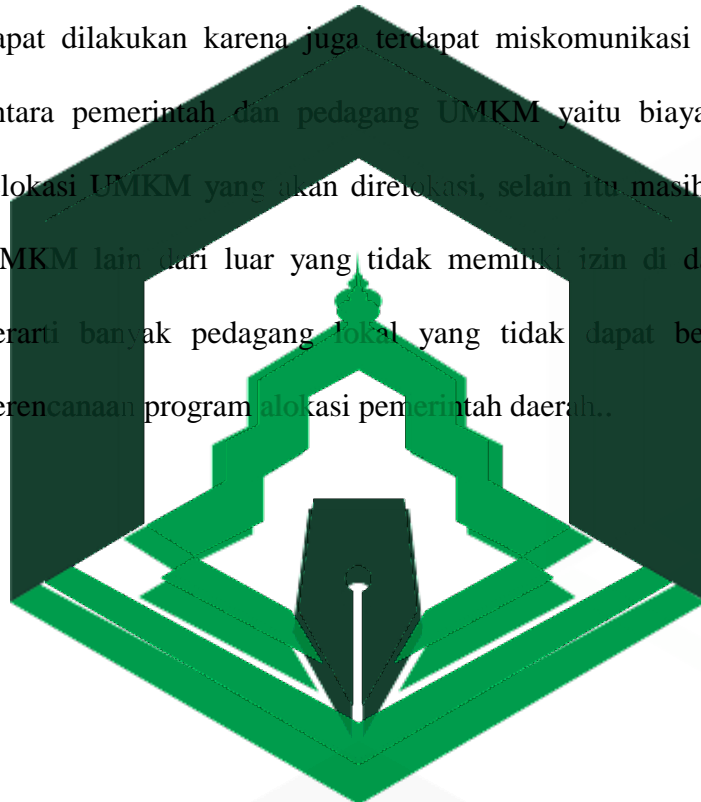 apat dilakukan karena juga terdapat miskomunikasi
ntara pemerintah dan pedagang UMKM yaitu biaya
lokasi UMKM yang akan direlokasi, selain itu masih
MKM lain dari luar yang tidak memiliki izin di da
erarti banyak pedagang lokal yang tidak dapat be
erencanaan program alokasi pemerintah daerah..